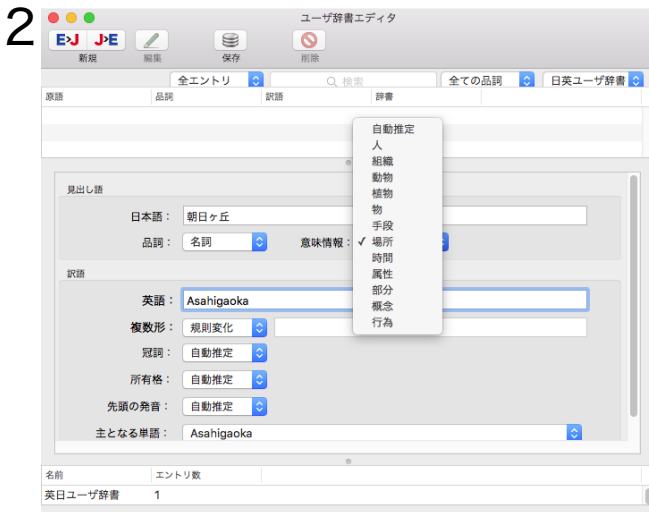 2
ユーザ辞書エディタ
E›J J›E
新規 編集 保存 削除
全エントリ 検索 全ての品詞 日英ユーザ辞書
原語 品詞 訳語 辞書
自動推定
人
組織
動物
植物
物
手段
✓ 場所
時間
属性
部分
概念
行為
見出し語
日本語： 朝日ヶ丘
品詞： 名詞 意味情報：
訳語
英語： Asahigaoka
複数形： 規則変化
冠詞： 自動推定
所有格： 自動推定
先頭の発音： 自動推定
主となる単語： Asahigaoka
名前 エントリ数
英日ユーザ辞書 1